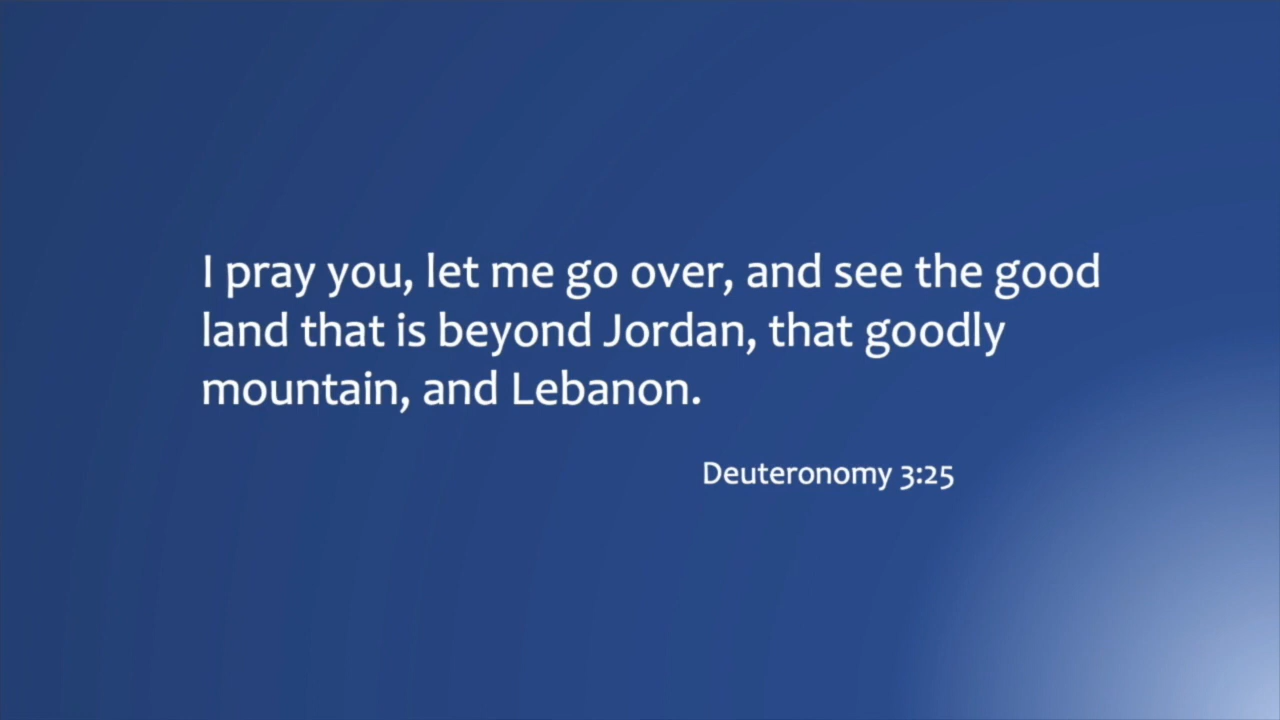 I pray you, let me go over, and see the good
land that is beyond Jordan, that goodly
mountain, and Lebanon.
Deuteronomy 3:25